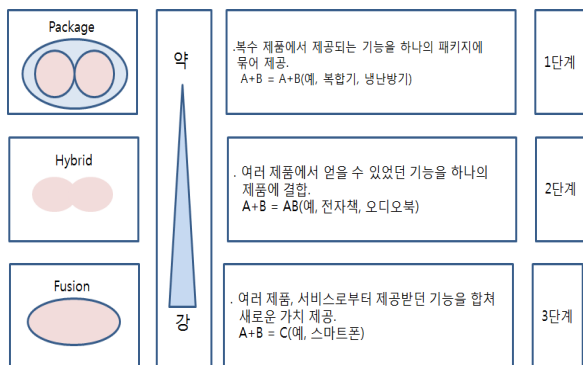 Package
약
.복수 제품에서 제공되는 기능을 하나의 패키지에
묶어 제공.
A+B = A+B(예, 복합기, 냉난방기)
1단계
Hybrid
. 여러 제품에서 얻을 수 있었던 기능을 하나의
제품에 결합.
A+B = AB(예, 전자책, 오디오북)
2단계
Fusion
강
. 여러 제품, 서비스로부터 제공받던 기능을 합쳐
새로운 가치 제공.
A+B = C(예, 스마트폰)
3단계